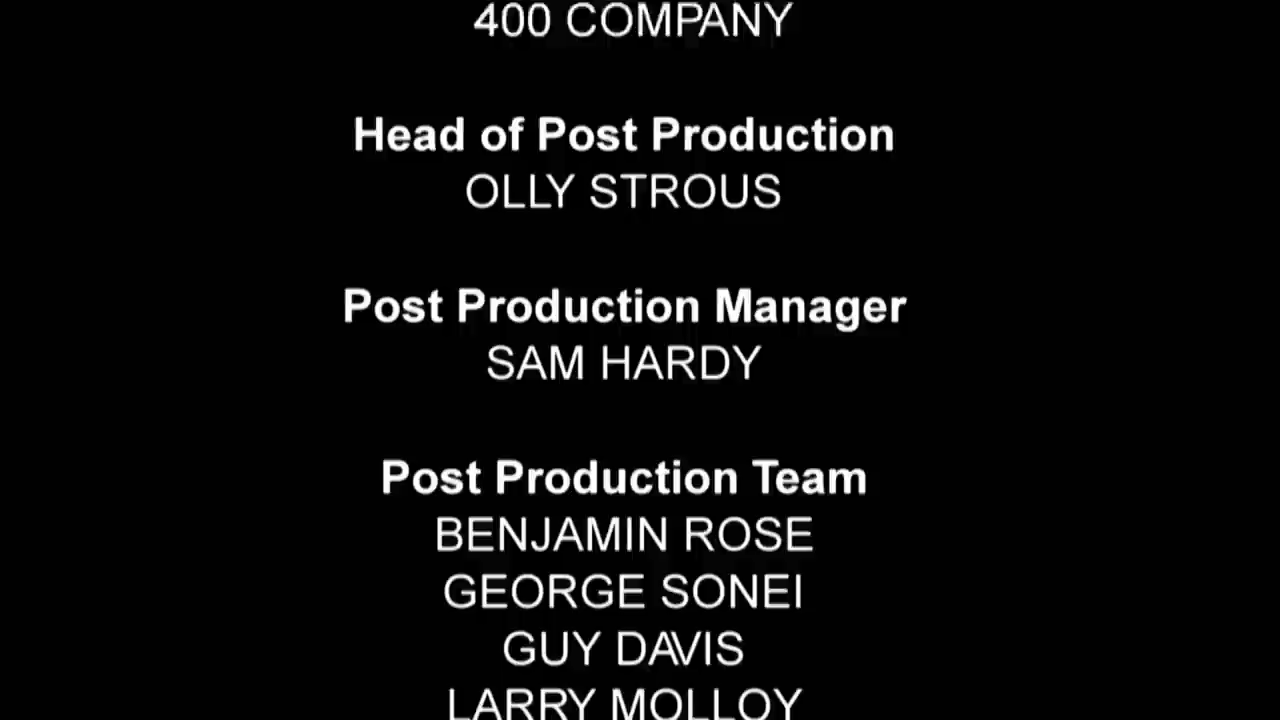 400 COMPANY
Head of Post Production
OLLY STROUS
Post Production Manager
SAM HARDY
Post Production Team
BENJAMIN ROSE
GEORGE SONEI
GUY DAVIS
LARRY MOLLOY